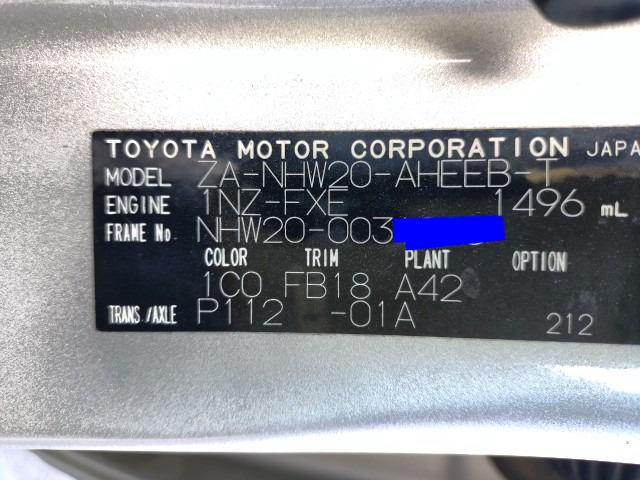 TOYOTA MOTOR CORPORATION JAPA
MODEL ZA-NHW20-AHEEB-T
ENGINE 1NZ-FXE 1496 mL
FRAME No NHW20-003
COLOR TRIM PLANT OPTION
1C0 FB18 A42
TRANS/AXLE P112 -01A 212